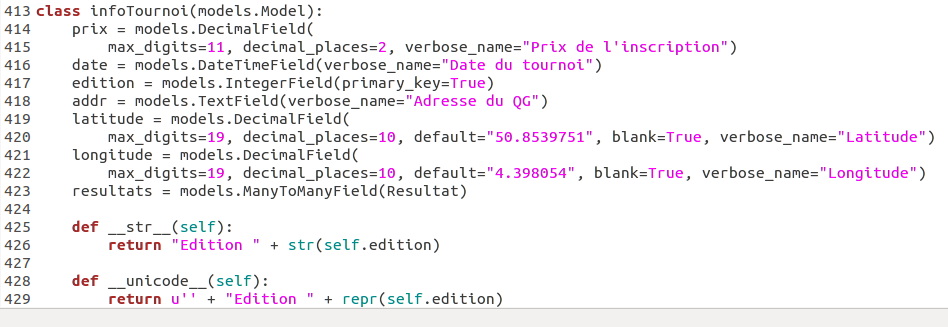 413 class infoTournoi(models.Model):
414     prix = models.DecimalField(
415         max_digits=11, decimal_places=2, verbose_name="Prix de l'inscription")
416     date = models.DateTimeField(verbose_name="Date du tournoi")
417     edition = models.IntegerField(primary_key=True)
418     addr = models.TextField(verbose_name="Adresse du QG")
419     latitude = models.DecimalField(
420         max_digits=19, decimal_places=10, default="50.8539751", blank=True, verbose_name="Latitude")
421     longitude = models.DecimalField(
422         max_digits=19, decimal_places=10, default="4.398054", blank=True, verbose_name="Longitude")
423     resultats = models.ManyToManyField(Resultat)
424
425     def __str__(self):
426         return "Edition " + str(self.edition)
427
428     def __unicode__(self):
429         return u'' + "Edition " + repr(self.edition)